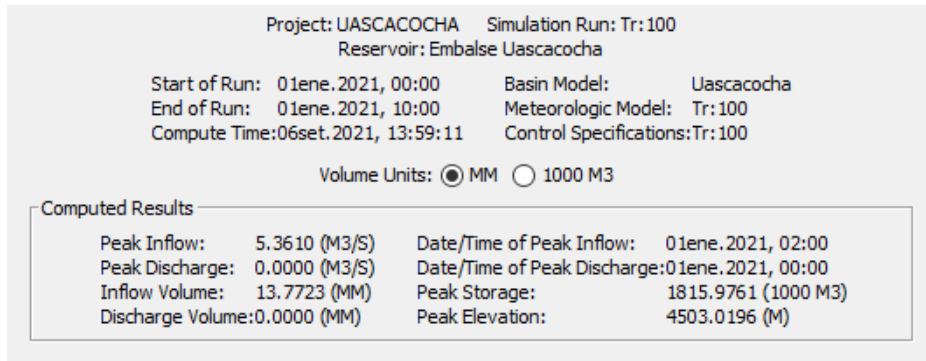 Project: UASCACOCHA Simulation Run: Tr:100
Reservoir: Embalse Uascacocha
Start of Run: 01ene.2021, 00:00 Basin Model: Uascacocha
End of Run: 01ene.2021, 10:00 Meteorologic Model: Tr:100
Compute Time:06set.2021, 13:59:11 Control Specifications:Tr:100
Volume Units: MM 1000 M3
Computed Results
Peak Inflow: 5.3610 (M3/S) Date/Time of Peak Inflow: 01ene.2021, 02:00
Peak Discharge: 0.0000 (M3/S) Date/Time of Peak Discharge:01ene.2021, 00:00
Inflow Volume: 13.7723 (MM) Peak Storage: 1815.9761 (1000 M3)
Discharge Volume:0.0000 (MM) Peak Elevation: 4503.0196 (M)